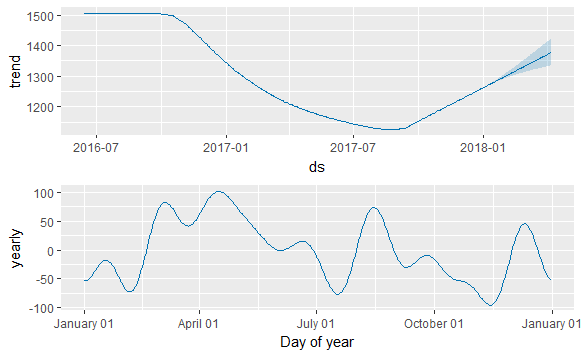 1500
1400
1300
1200
trend
2016-07 2017-01 2017-07 2018-01
ds
100
50
0
-50
-100
yearly
January 01 April 01 July 01 October 01 January 01
Day of year